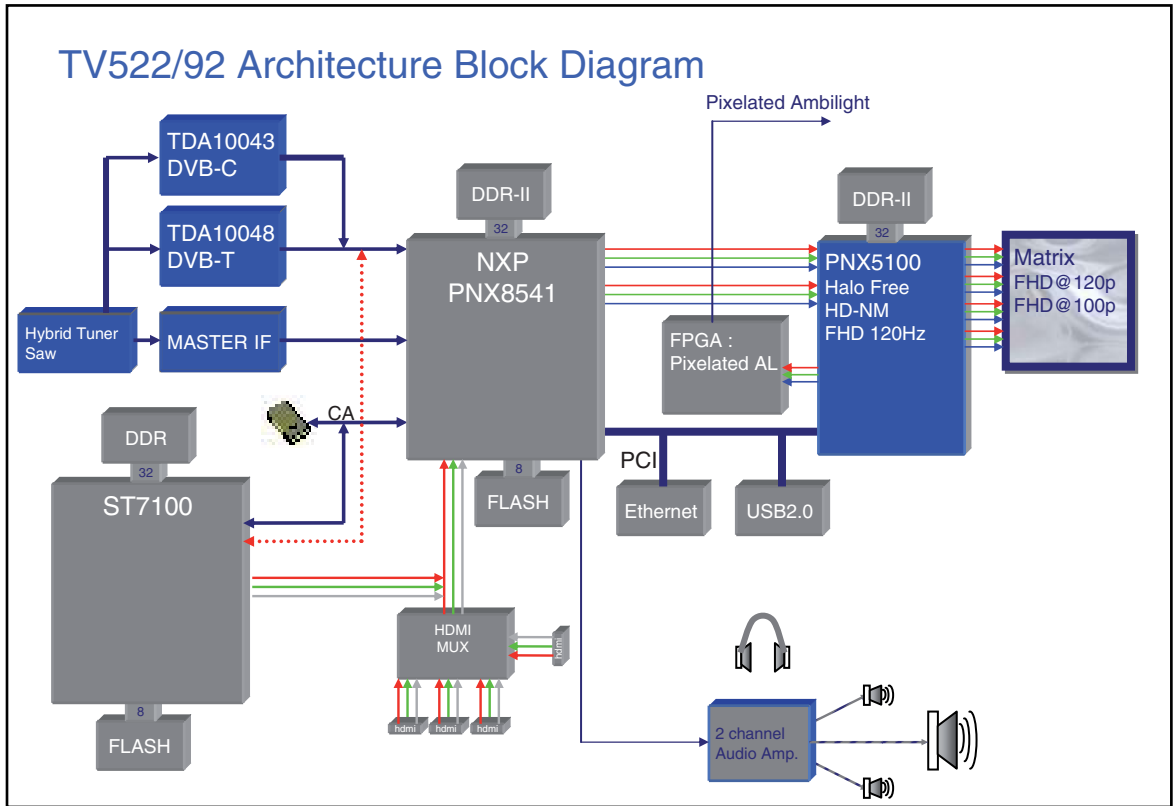 TV522/92 Architecture Block Diagram
Pixelated Ambilight
TDA10043
DVB-C
DDR-II
32
DDR-II
32
TDA10048
DVB-T
NXP
PNX8541
PNX5100
Halo Free
HD-NM
FHD 120Hz
Matrix
FHD@120p
FHD@100p
Hybrid Tuner
Saw
MASTER IF
FPGA :
Pixelated AL
CA
DDR
32
PCI
8
FLASH
Ethernet
USB2.0
ST7100
HDMI
MUX
hdmi
hdmi
hdmi
hdmi
8
FLASH
2 channel
Audio Amp.